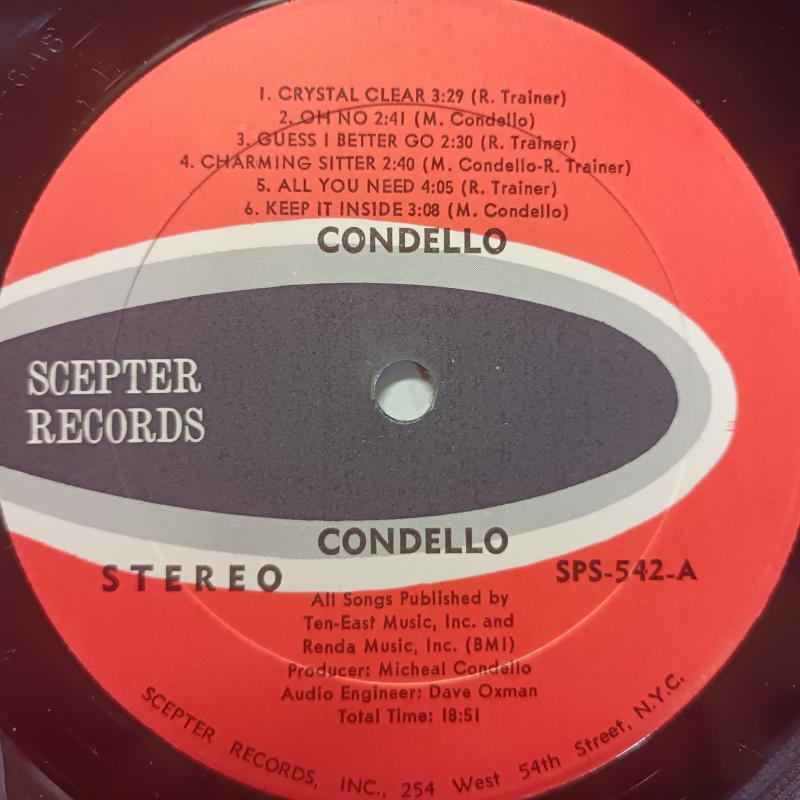 1. CRYSTAL CLEAR 3:29 (R. Trainer)
2. OH NO 2:41 (M. Condello)
3. GUESS I BETTER GO 2:30 (R. Trainer)
4. CHARMING SITTER 2:40 (M. Condello-R. Trainer)
5. ALL YOU NEED 4:05 (R. Trainer)
6. KEEP IT INSIDE 3:08 (M. Condello)
CONDELLO
SCEPTER
RECORDS
CONDELLO
STEREO
SPS-542-A
All Songs Published by
Ten-East Music, Inc. and
Renda Music, Inc. (BMI)
Producer: Micheal Condello
Audio Engineer: Dave Oxman
Total Time: 18:51
SCEPTER RECORDS, INC., 254 West 54th Street, N.Y.C.